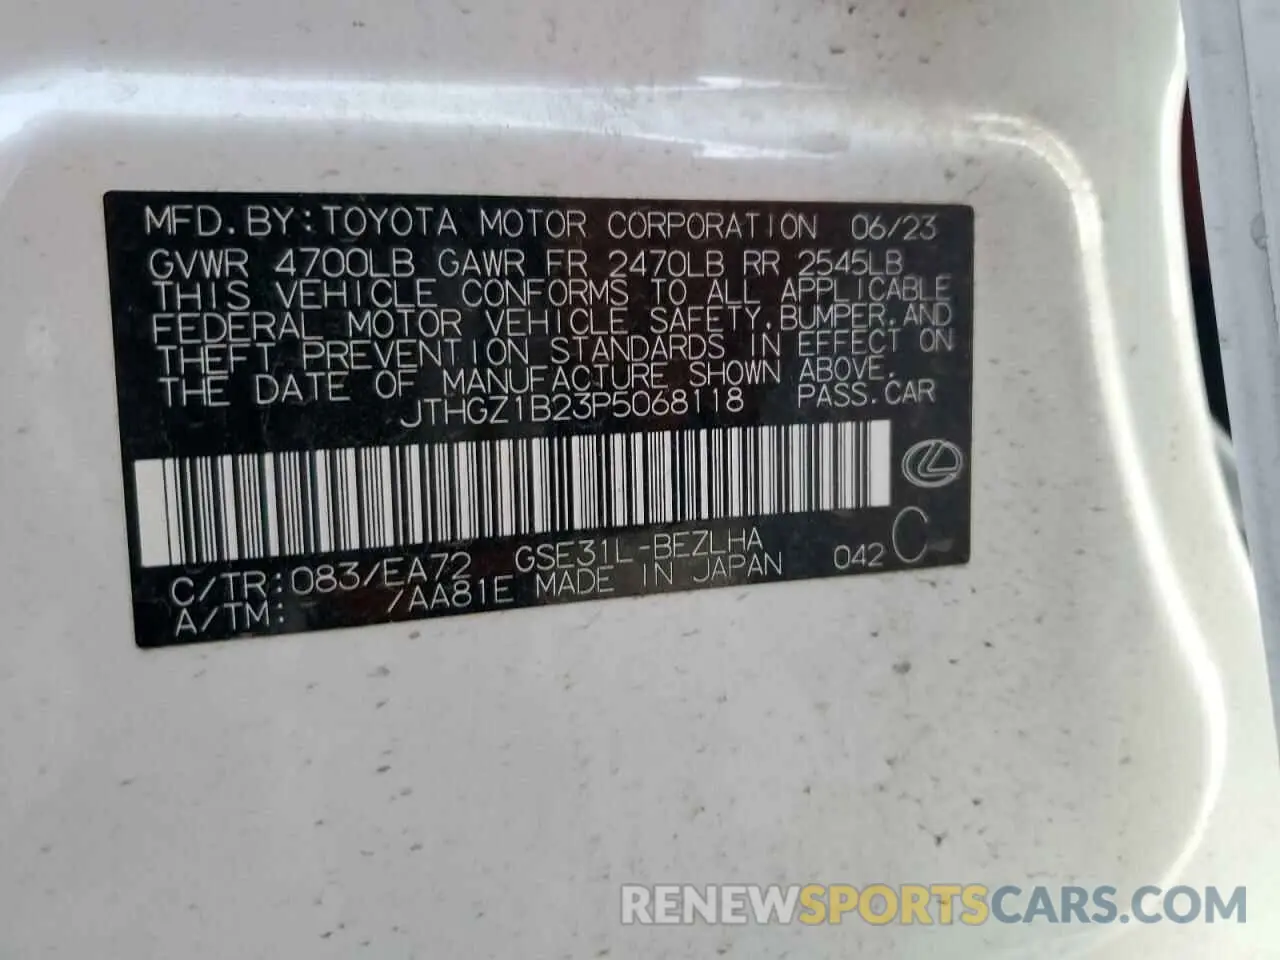 MFD. BY: TOYOTA MOTOR CORPORATION 06/23
GVWR 4700LB GAWR FR 2470LB RR 2545LB
THIS VEHICLE CONFORMS TO ALL APPLICABLE
FEDERAL MOTOR VEHICLE SAFETY, BUMPER, AND
THEFT PREVENTION STANDARDS IN EFFECT ON
THE DATE OF MANUFACTURE SHOWN ABOVE.
JTHGZ1B23P5068118 PASS. CAR
C/TR: 083/EA72 GSE31L-BEZLHA 042 C
A/TM: /AA81E MADE IN JAPAN
RENEWSPORTSCARS.COM